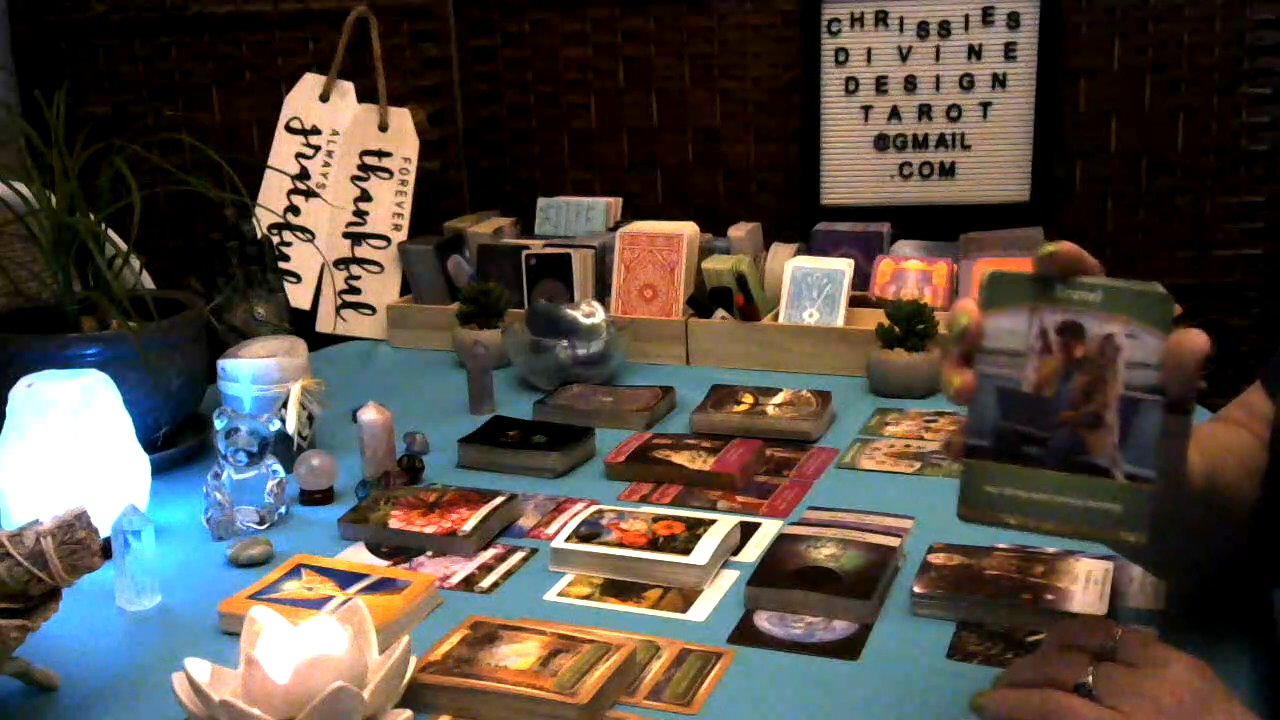 CHRISSIES
DIVINE
DESIGN
TAROT
@GMAIL
.COM
ALWAYS
grateful
FOREVER
thankful